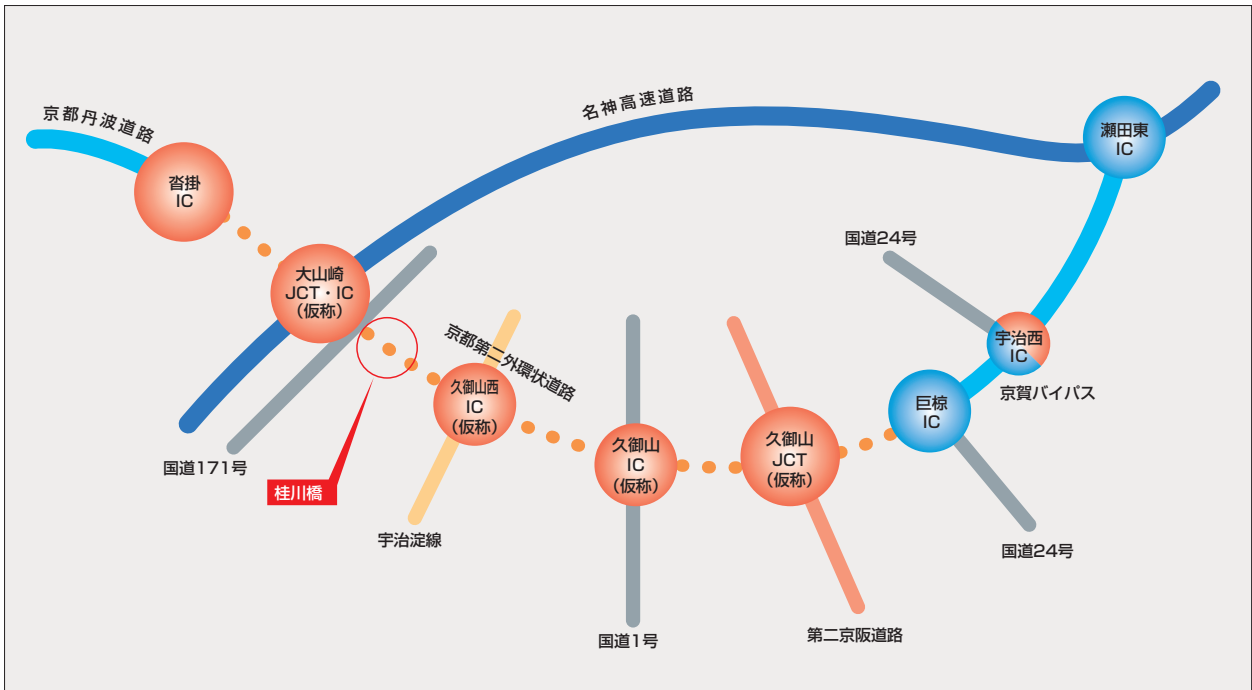 京都丹波道路
名神高速道路
瀬田東
IC
沓掛
IC
国道24号
大山崎
JCT・IC
(仮称)
京都第二外環状道路
宇治西
IC
京賀バイパス
久御山西
IC
(仮称)
巨椋
IC
久御山
IC
(仮称)
久御山
JCT
(仮称)
国道171号
桂川橋
宇治淀線
国道24号
国道1号
第二京阪道路